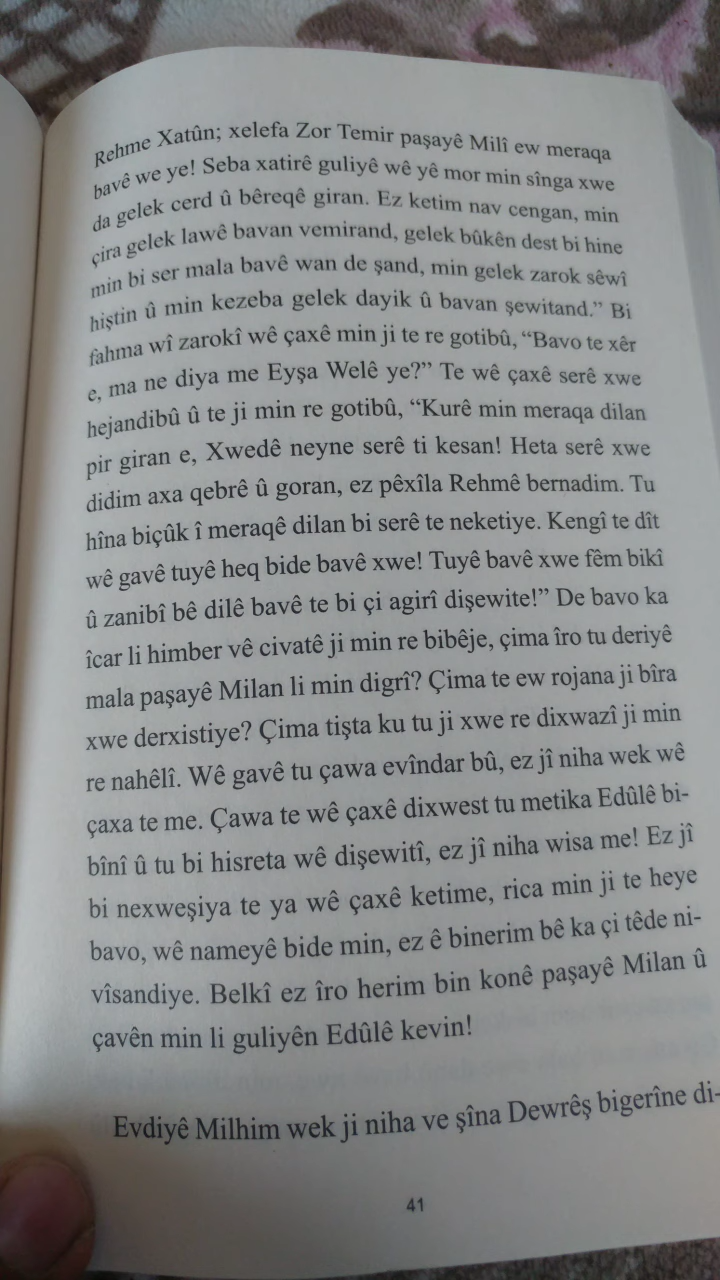 Rehme Xatûn; xelefa Zor Temir paşayê Milî ew meraqa
bavê we ye! Seba xatirê guliyê wê yê mor min sînga xwe
da gelek cerd û bêreqê giran. Ez ketim nav cengan, min
çira gelek lawê bavan vemirand, gelek bûkên dest bi hine
min bi ser mala bavê wan de şand, min gelek zarok sêwî
hiştin û min kezeba gelek dayik û bavan şewitand.” Bi
fahma wî zarokî wê çaxê min ji te re gotibû, “Bavo te xêr
e, ma ne diya me Eyşa Welê ye?” Te wê çaxê serê xwe
hejandibû û te ji min re gotibû, “Kurê min meraqa dilan
pir giran e, Xwedê neyne serê ti kesan! Heta serê xwe
didim axa qebrê û goran, ez pêxîla Rehmê bernadim. Tu
hîna biçûk î meraqê dilan bi serê te neketiye. Kengî te dît
wê gavê tuyê heq bide bavê xwe! Tuyê bavê xwe fêm bikî
û zanibî bê dilê bavê te bi çi agirî dişewite!” De bavo ka
îcar li himber vê civatê ji min re bibêje, çima îro tu deriyê
mala paşayê Milan li min digrî? Çima te ew rojana ji bîra
xwe derxistiye? Çima tişta ku tu ji xwe re dixwazî ji min
re nahêlî. Wê gavê tu çawa evîndar bû, ez jî niha wek wê
çaxa te me. Çawa te wê çaxê dixwest tu metika Edûlê bi-
bînî û tu bi hisreta wê dişewitî, ez jî niha wisa me! Ez jî
bi nexweşiya te ya wê çaxê ketime, rica min ji te heye
bavo, wê nameyê bide min, ez ê binerim bê ka çi têde ni-
vîsandiye. Belkî ez îro herim bin konê paşayê Milan û
çavên min li guliyên Edûlê kevin!
Evdiyê Milhim wek ji niha ve şîna Dewrêş bigerîne di-
41